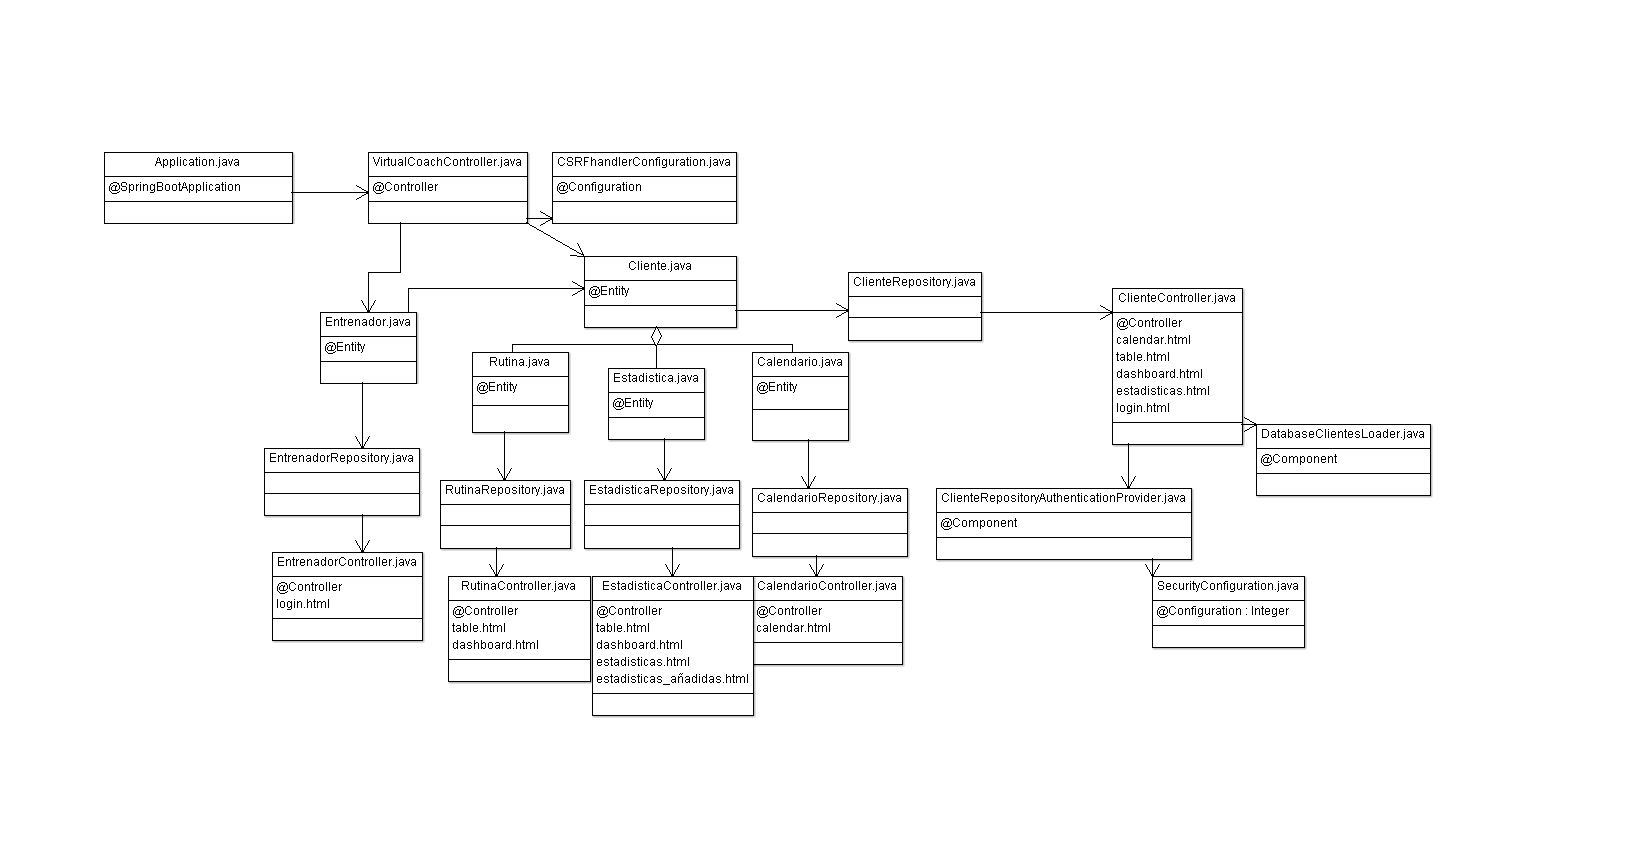 Application.java
@SpringBootApplication
VirtualCoachController.java
@Controller
CSRFhandlerConfiguration.java
@Configuration
Cliente.java
@Entity
ClienteRepository.java
ClienteController.java
@Controller
calendar.html
table.html
dashboard.html
estadisticas.html
login.html
Entrenador.java
@Entity
Rutina.java
@Entity
Estadistica.java
@Entity
Calendario.java
@Entity
DatabaseClientesLoader.java
@Component
EntrenadorRepository.java
RutinaRepository.java
EstadisticaRepository.java
CalendarioRepository.java
ClienteRepositoryAuthenticationProvider.java
@Component
EntrenadorController.java
@Controller
login.html
RutinaController.java
@Controller
table.html
dashboard.html
EstadisticaController.java
@Controller
table.html
dashboard.html
estadisticas.html
estadisticas_añadidas.html
CalendarioController.java
@Controller
calendar.html
SecurityConfiguration.java
@Configuration : Integer